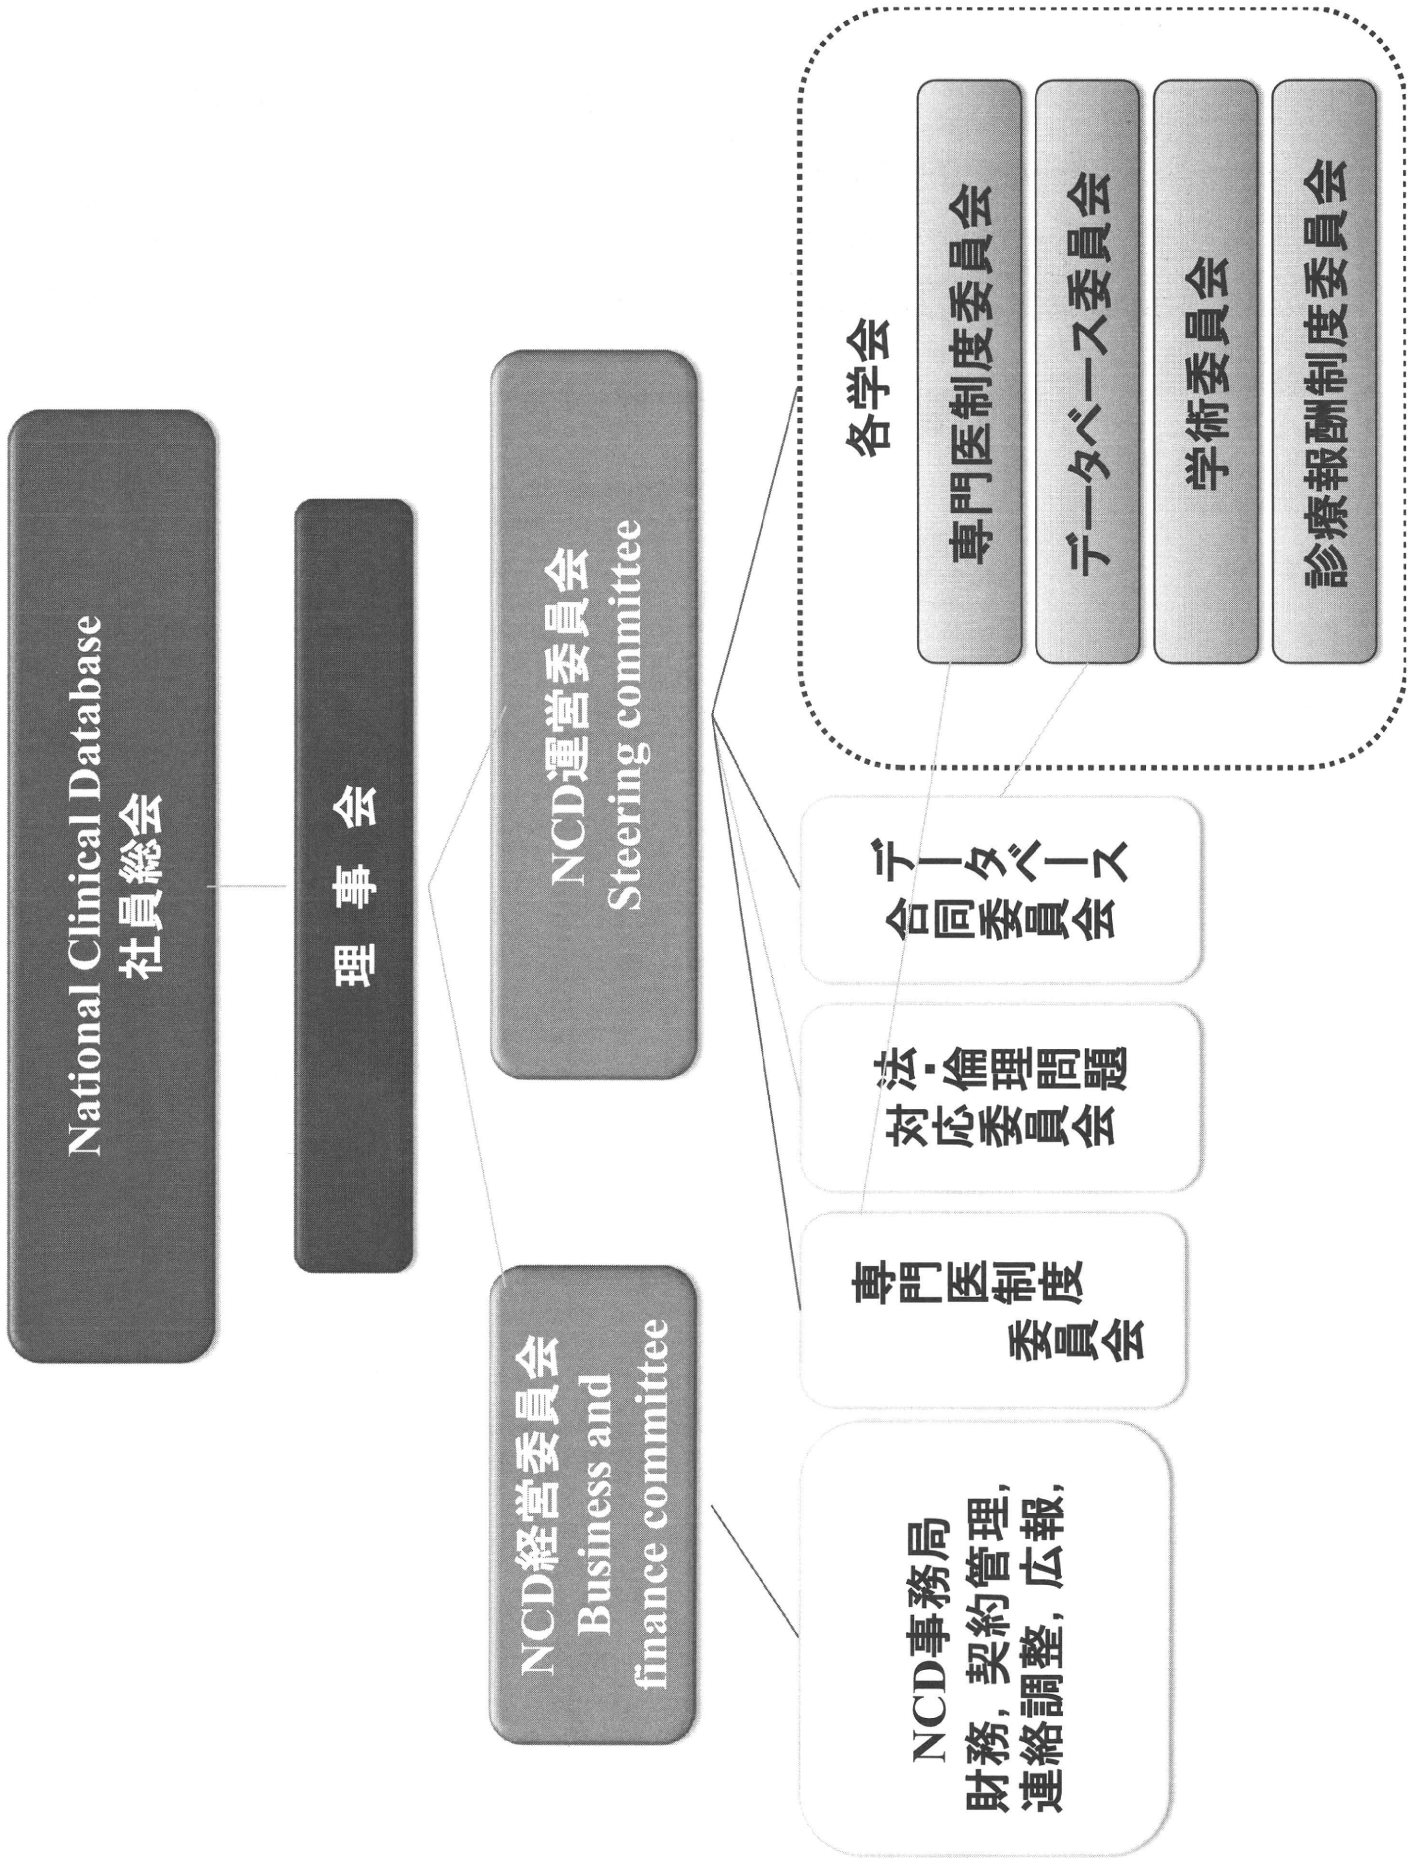 National Clinical Database
社員総会
理 事 会
NCD経営委員会
Business and
finance committee
NCD運営委員会
Steering committee
NCD事務局
財務，契約管理，
連絡調整，広報，
専門医制度
委員会
法・倫理問題
対応委員会
データベース
合同委員会
各学会
専門医制度委員会
データベース委員会
学術委員会
診療報酬制度委員会